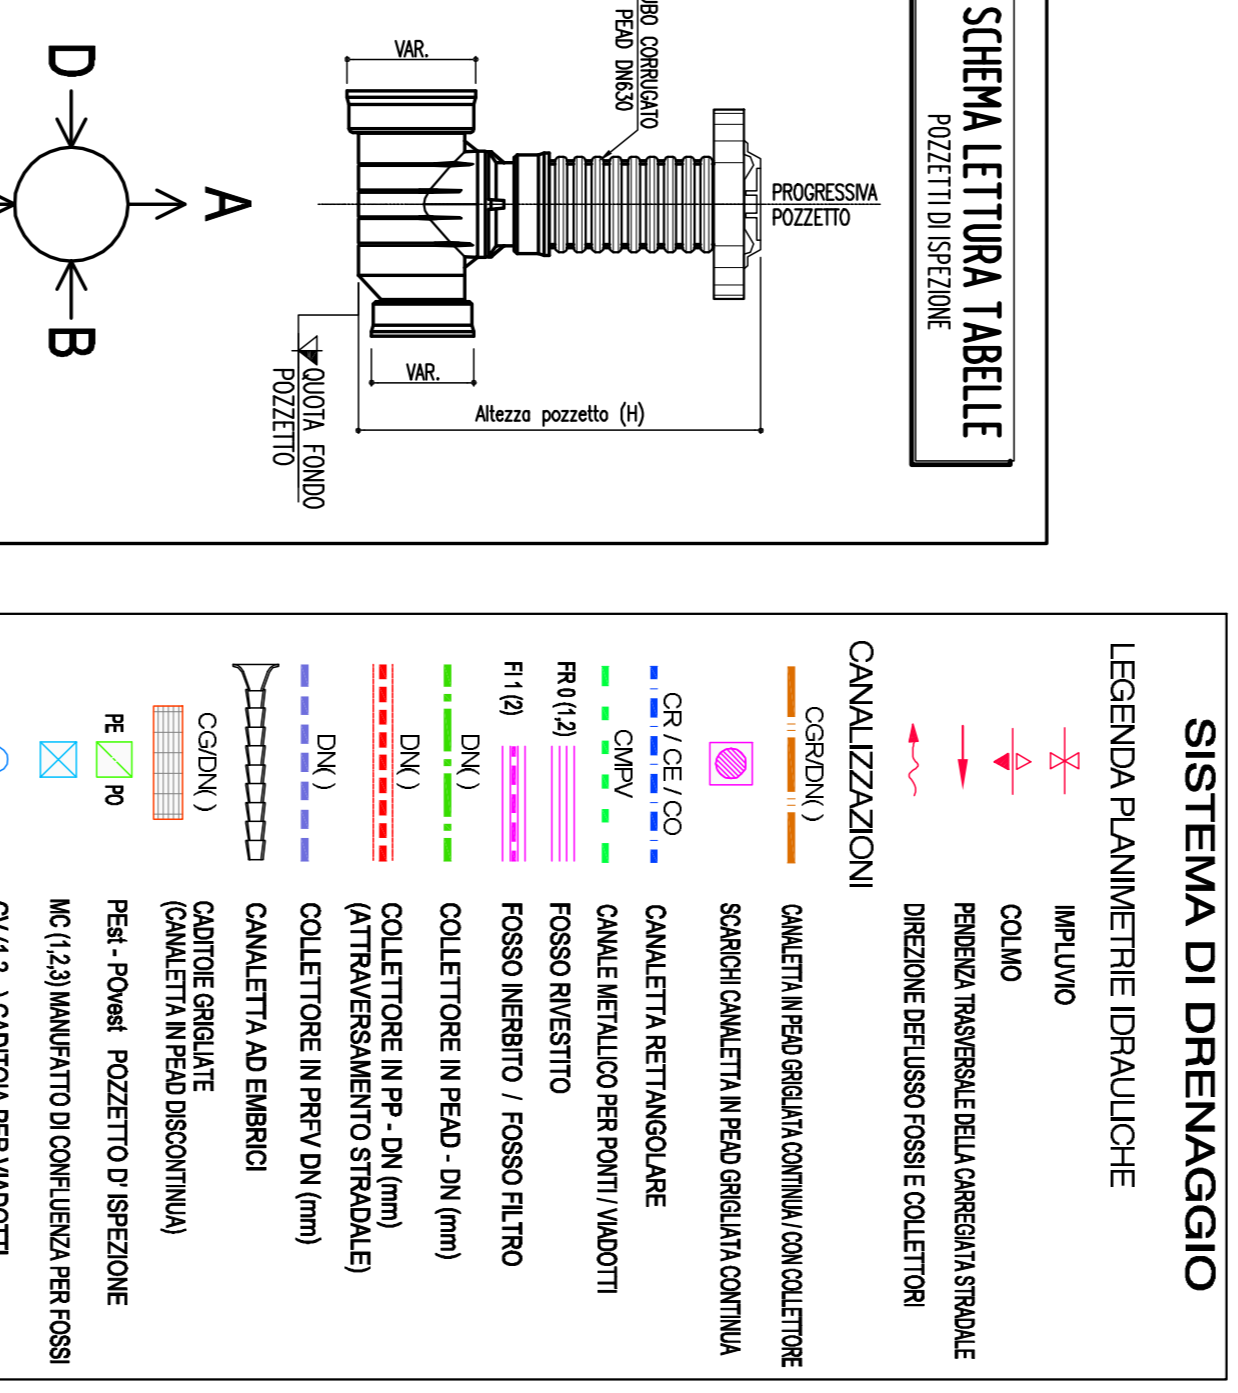 SCHEMA LETTURA TABELLE
POZZETTI DI ISPEZIONE
PROGRESSIVA
POZZETTO
CORRUGATO
PEAD DN630
VAR.
VAR.
Altezza pozzetto (H)
QUOTA FONDO
POZZETTO
A
D
B
SISTEMA DI DRENAGGIO
LEGENDA PLANIMETRIE IDRAULICHE
IMPLUVIO
COLMO
PENDENZA TRASVERSALE DELLA CARREGIATA STRADALE
DIREZIONE DEFLUSSO FOSSI E COLLETTORI
CANALIZZAZIONI
CGR/DN( ) CANALETTA IN PEAD GRIGLIATA CONTINUA / CON COLLETTORE
SCARICHI CANALETTA IN PEAD GRIGLIATA CONTINUA
CR / CE / CO CANALETTA RETTANGOLARE
CMPV CANALE METALLICO PER PONTI / VIADOTTI
FR 0 (1,2) FOSSO RIVESTITO
FI 1 (2) FOSSO INERBITO / FOSSO FILTRO
DN( ) COLLETTORE IN PEAD - DN (mm)
DN( ) COLLETTORE IN PP - DN (mm)
(ATTRAVERSAMENTO STRADALE)
DN( ) COLLETTORE IN PRFV DN (mm)
CANALETTA AD EMBRICI
CG/DN( ) CADITOIE GRIGLIATE
(CANALETTA IN PEAD DISCONTINUA)
PE PO PEst - POvest POZZETTO D' ISPEZIONE
MC (1,2,3) MANUFATTO DI CONFLUENZA PER FOSSI
CADITOIA PER VIADOTTI